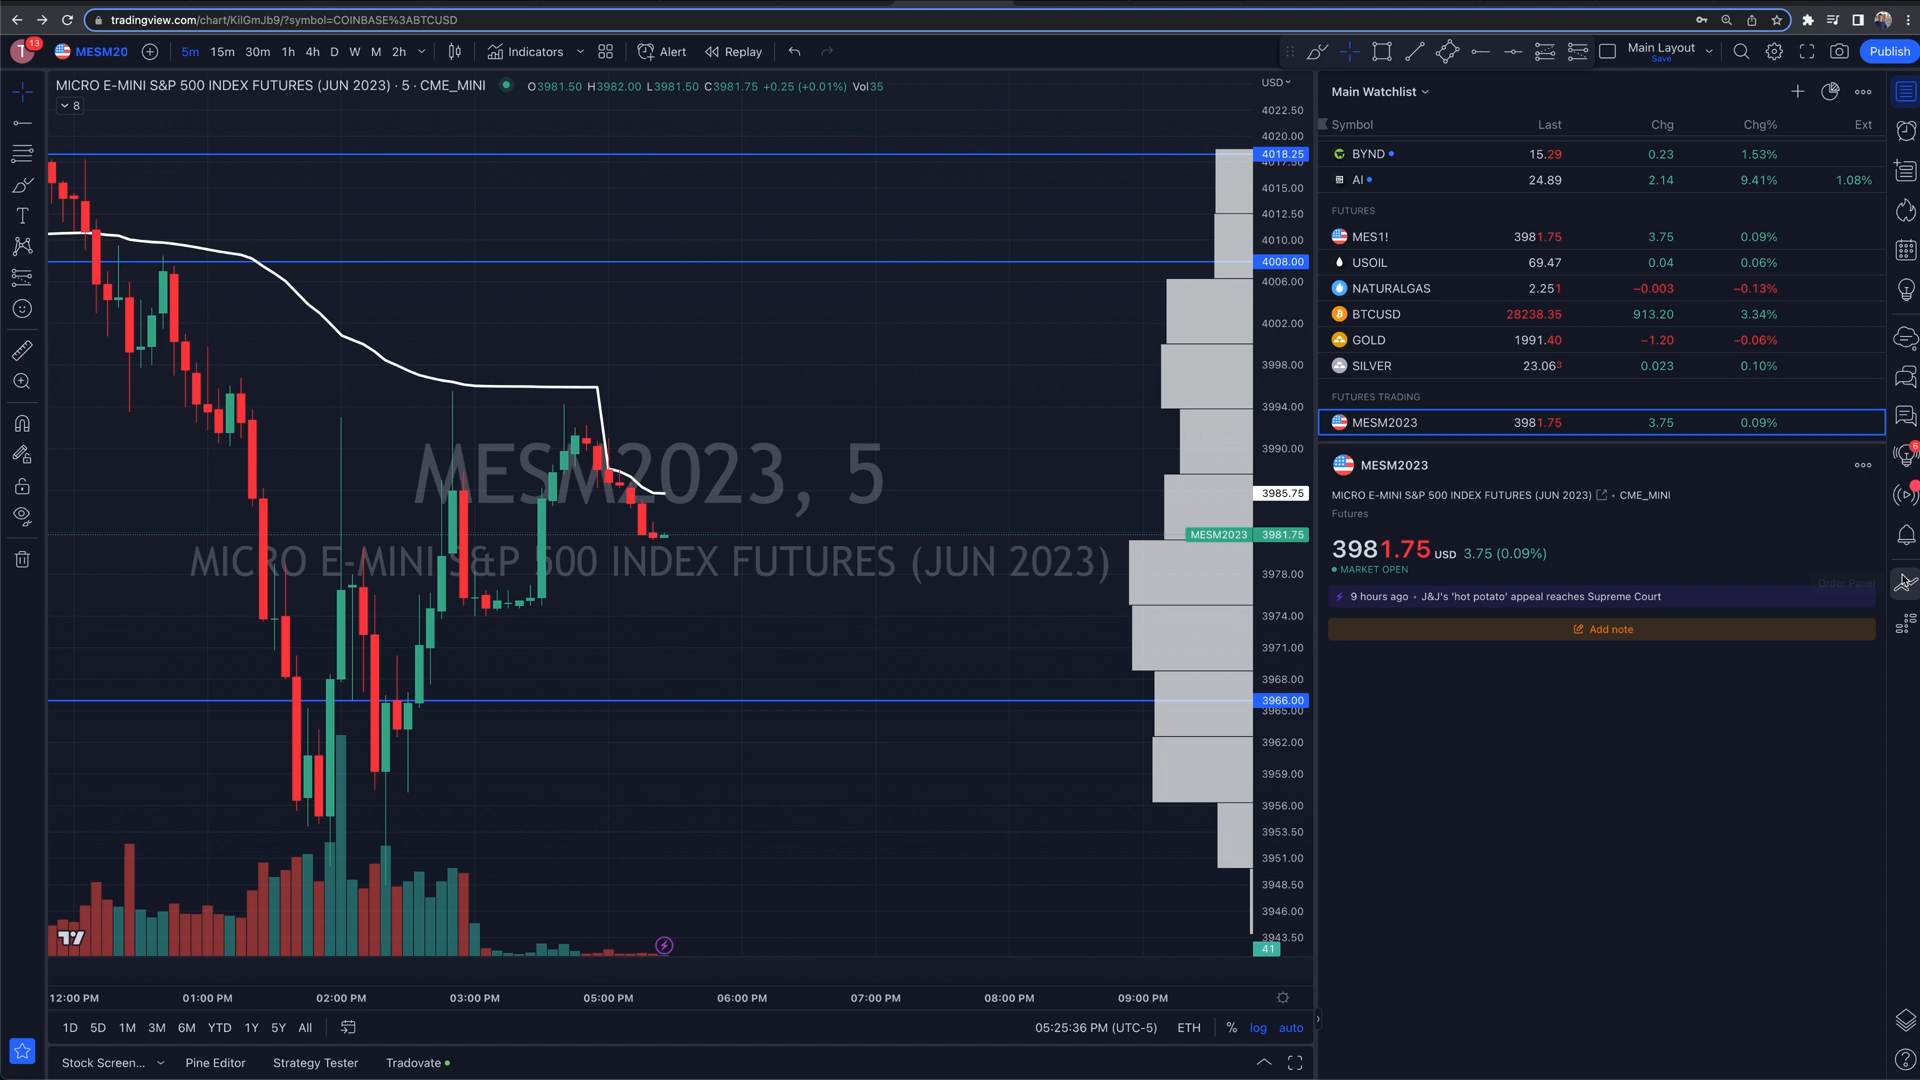 tradingview.com/chart/KilGmJb9/?symbol=COINBASE%3ABTCUSD
T 13 MESM20 5m 15m 30m 1h 4h D W M 2h Indicators Alert Replay Main Layout Save Publish
MICRO E-MINI S&P 500 INDEX FUTURES (JUN 2023) · 5 · CME_MINI O3981.50 H3982.00 L3981.50 C3981.75 +0.25 (+0.01%) Vol35
8
USD
4022.50
4020.00
4018.25
4015.00
4012.50
4010.00
4008.00
4006.00
4002.00
3998.00
3994.00
3990.00
3985.75
MESM2023 3981.75
3978.00
3974.00
3971.00
3968.00
3966.00
3965.00
3962.00
3959.00
3956.00
3953.50
3951.00
3948.50
3946.00
3943.50
41
MESM2023, 5
MICRO E-MINI S&P 500 INDEX FUTURES (JUN 2023)
12:00 PM 01:00 PM 02:00 PM 03:00 PM 05:00 PM 06:00 PM 07:00 PM 08:00 PM 09:00 PM
1D 5D 1M 3M 6M YTD 1Y 5Y All 05:25:36 PM (UTC-5) ETH % log auto
Stock Screen... Pine Editor Strategy Tester Tradovate
Main Watchlist
Symbol Last Chg Chg% Ext
BYND 15.29 0.23 1.53%
AI 24.89 2.14 9.41% 1.08%
FUTURES
MES1! 3981.75 3.75 0.09%
USOIL 69.47 0.04 0.06%
NATURALGAS 2.251 −0.003 −0.13%
BTCUSD 28238.35 913.20 3.34%
GOLD 1991.40 −1.20 −0.06%
SILVER 23.063 0.023 0.10%
FUTURES TRADING
MESM2023 3981.75 3.75 0.09%
MESM2023
MICRO E-MINI S&P 500 INDEX FUTURES (JUN 2023) • CME_MINI
Futures
3981.75 USD 3.75 (0.09%)
MARKET OPEN
Order Panel
9 hours ago • J&J's 'hot potato' appeal reaches Supreme Court
Add note
6